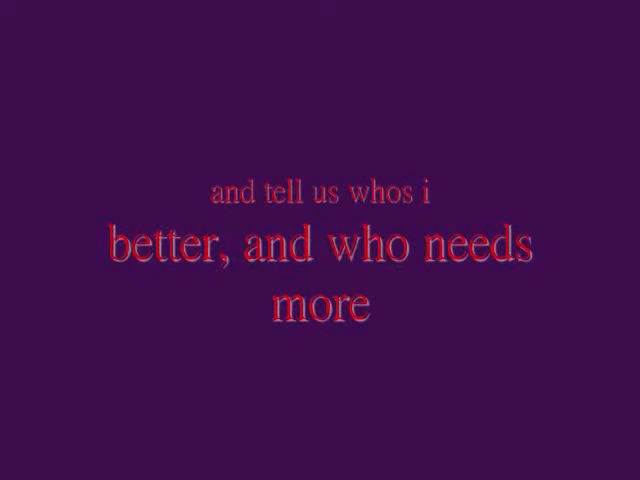 and tell us whos i
better, and who needs
more